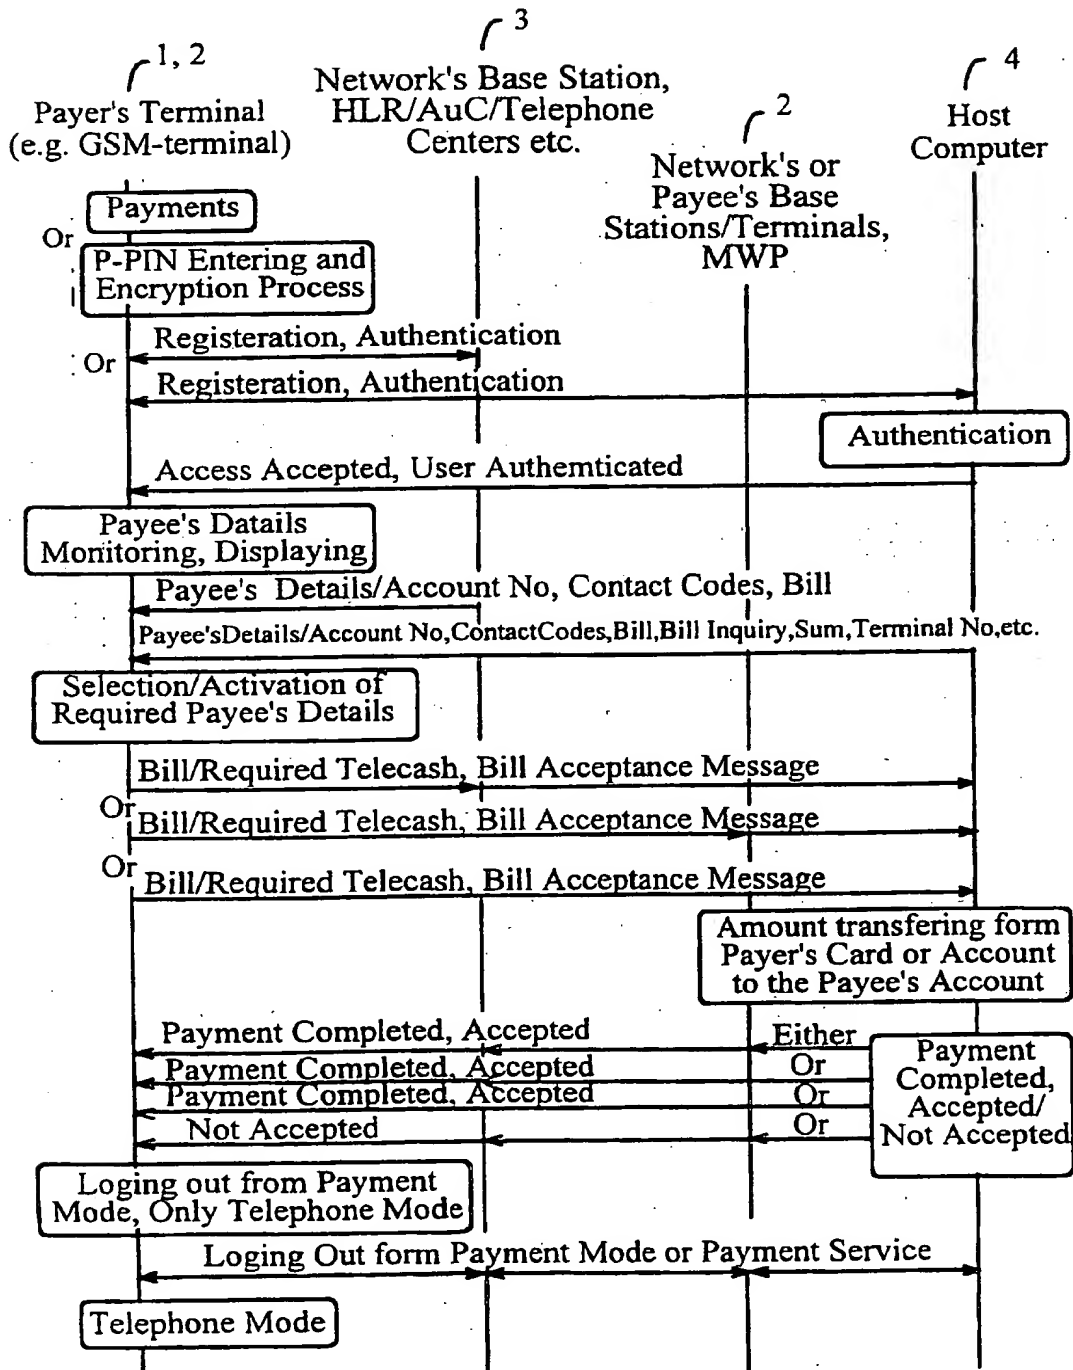 1, 2
3
2
4
Payer's Terminal
(e.g. GSM-terminal)
Network's Base Station,
HLR/AuC/Telephone
Centers etc.
Network's or
Payee's Base
Stations/Terminals,
MWP
Host
Computer
Payments
Or
P-PIN Entering and
Encryption Process
Registeration, Authentication
Or
Registeration, Authentication
Authentication
Access Accepted, User Authemticated
Payee's Datails
Monitoring, Displaying
Payee's Details/Account No, Contact Codes, Bill
Payee'sDetails/Account No,ContactCodes,Bill,Bill Inquiry,Sum,Terminal No,etc.
Selection/Activation of
Required Payee's Details
Bill/Required Telecash, Bill Acceptance Message
Or
Bill/Required Telecash, Bill Acceptance Message
Or
Bill/Required Telecash, Bill Acceptance Message
Amount transfering form
Payer's Card or Account
to the Payee's Account
Payment Completed, Accepted
Either
Payment Completed, Accepted
Or
Payment Completed, Accepted
Or
Not Accepted
Or
Payment
Completed,
Accepted/
Not Accepted
Loging out from Payment
Mode, Only Telephone Mode
Loging Out form Payment Mode or Payment Service
Telephone Mode